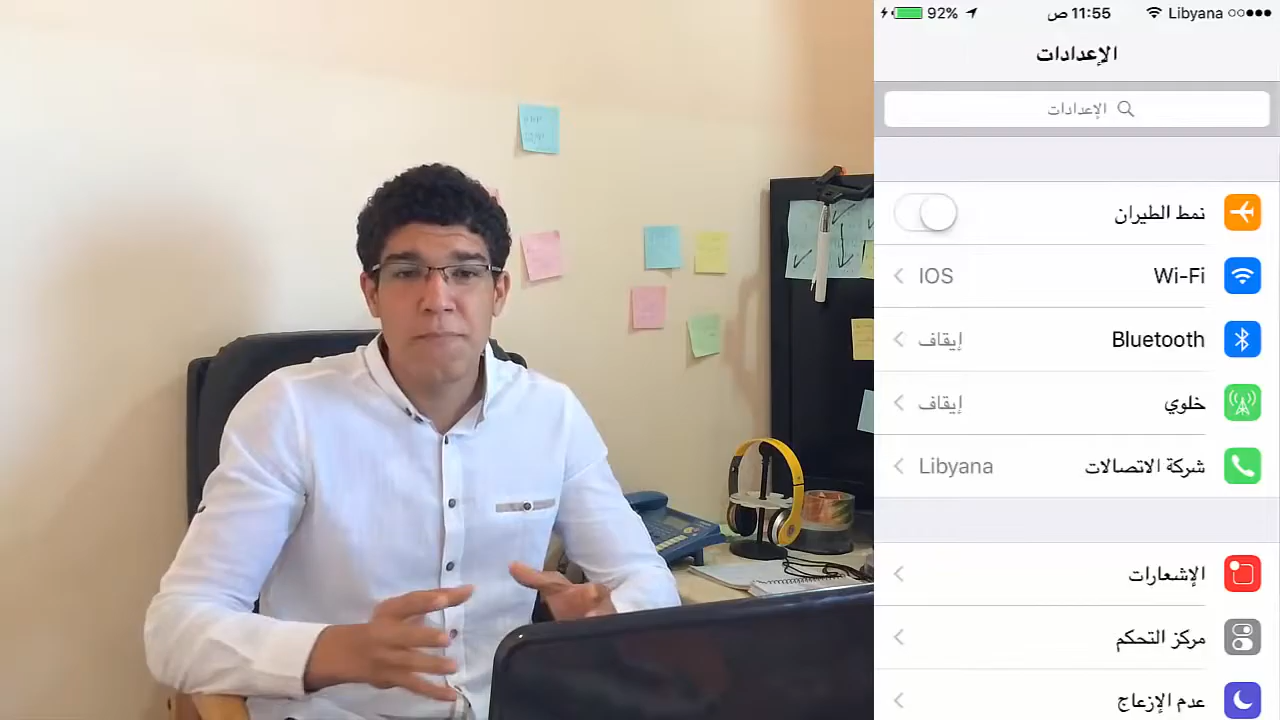 92% 11:55 ص Libyana
الإعدادات
الإعدادات
نمط الطيران
Wi-Fi IOS
Bluetooth إيقاف
خلوي إيقاف
شركة الاتصالات Libyana
الإشعارات
مركز التحكم
عدم الإزعاج